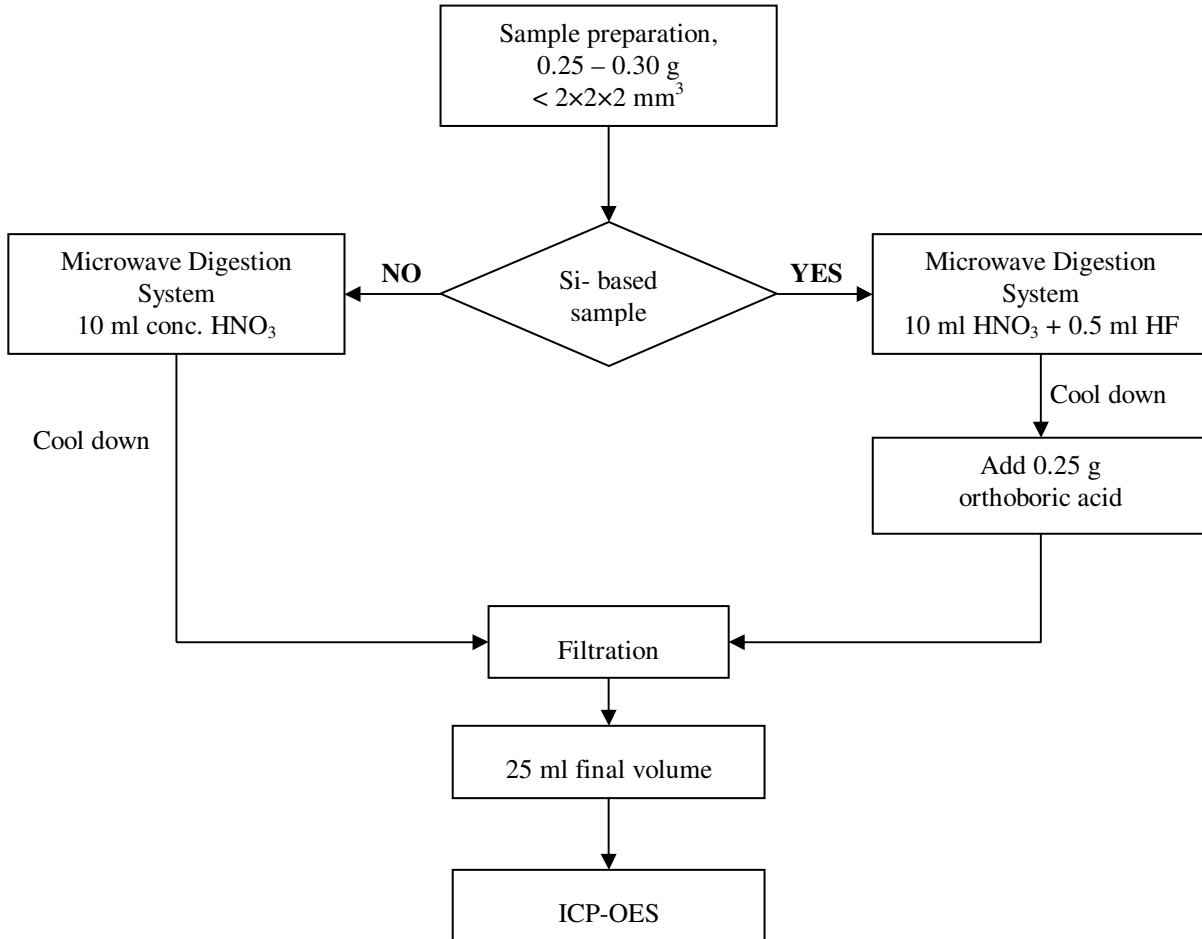 Sample preparation,
0.25 – 0.30 g
< 2×2×2 mm³
Microwave Digestion
System
10 ml conc. HNO₃
NO
Si- based
sample
YES
Microwave Digestion
System
10 ml HNO₃ + 0.5 ml HF
Cool down
Cool down
Add 0.25 g
orthoboric acid
Filtration
25 ml final volume
ICP-OES